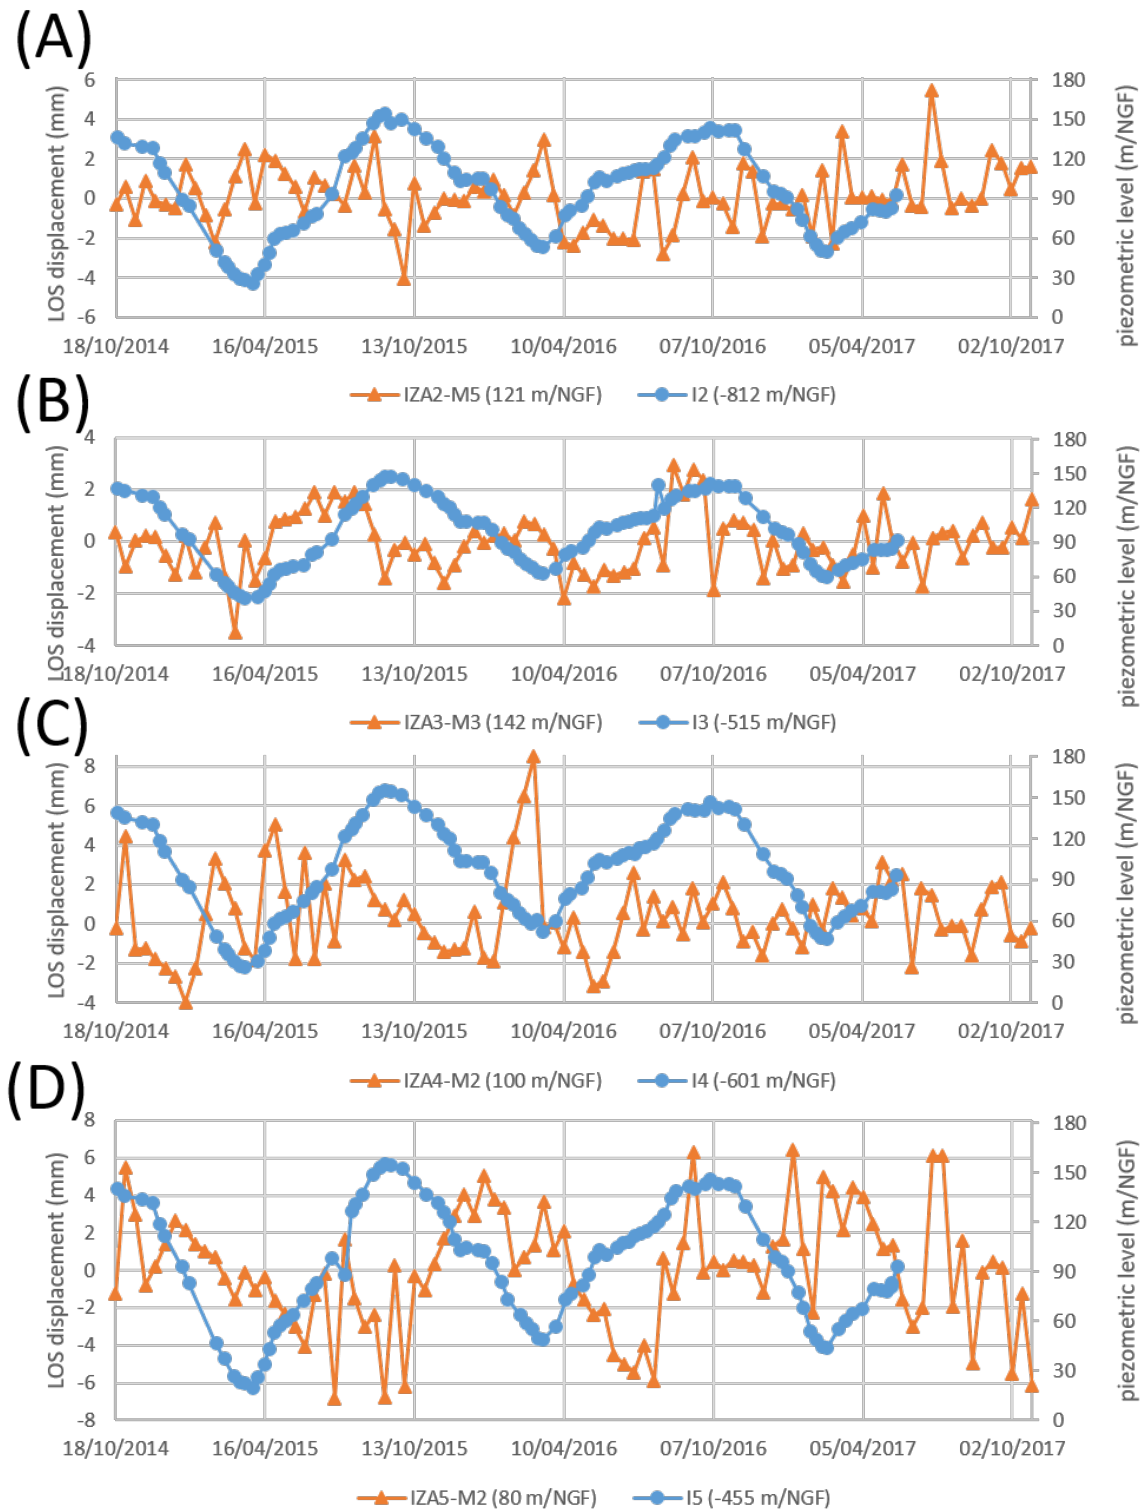 (A)
LOS displacement (mm)
6
4
2
0
-2
-4
-6
180
150
120
90
60
30
0
piezometric level (m/NGF)
18/10/2014 16/04/2015 13/10/2015 10/04/2016 07/10/2016 05/04/2017 02/10/2017
IZA2-M5 (121 m/NGF) I2 (-812 m/NGF)
(B)
LOS displacement (mm)
4
2
0
-2
-4
180
150
120
90
60
30
0
piezometric level (m/NGF)
18/10/2014 16/04/2015 13/10/2015 10/04/2016 07/10/2016 05/04/2017 02/10/2017
IZA3-M3 (142 m/NGF) I3 (-515 m/NGF)
(C)
LOS displacement (mm)
8
6
4
2
0
-2
-4
180
150
120
90
60
30
0
piezometric level (m/NGF)
18/10/2014 16/04/2015 13/10/2015 10/04/2016 07/10/2016 05/04/2017 02/10/2017
IZA4-M2 (100 m/NGF) I4 (-601 m/NGF)
(D)
LOS displacement (mm)
8
6
4
2
0
-2
-4
-6
-8
180
150
120
90
60
30
0
piezometric level (m/NGF)
18/10/2014 16/04/2015 13/10/2015 10/04/2016 07/10/2016 05/04/2017 02/10/2017
IZA5-M2 (80 m/NGF) I5 (-455 m/NGF)